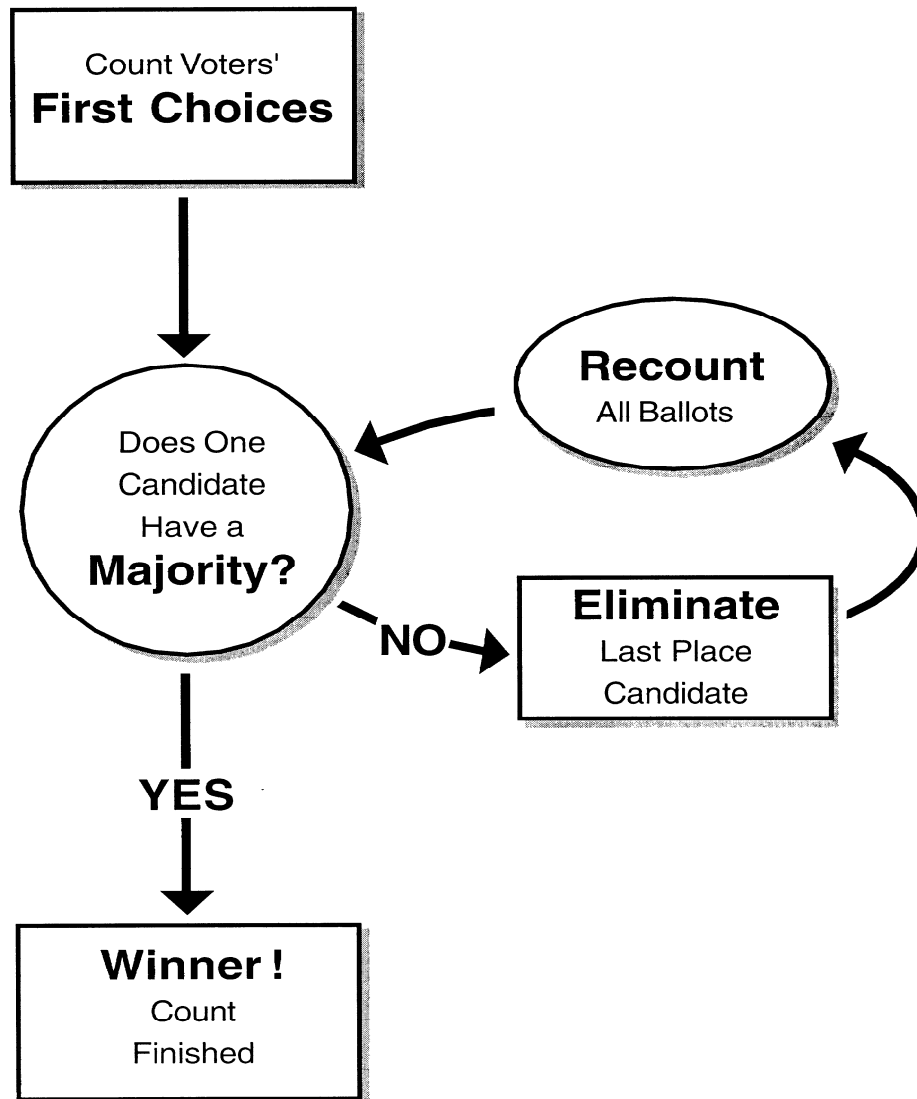 Count Voters'
First Choices
Does One
Candidate
Have a
Majority?
NO
Eliminate
Last Place
Candidate
Recount
All Ballots
YES
Winner !
Count
Finished